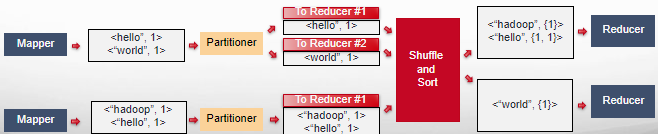 Mapper
<hello", 1>
<"world", 1>
Partitioner
To Reducer #1
<hello", 1>
To Reducer #2
<world", 1>
Shuffle
and
Sort
<"hadoop", {1}>
<"hello", {1, 1}>
Reducer
Mapper
<"hadoop", 1>
<"hello", 1>
Partitioner
To Reducer #1
<"hadoop", 1>
<hello", 1>
<"world", {1}>
Reducer